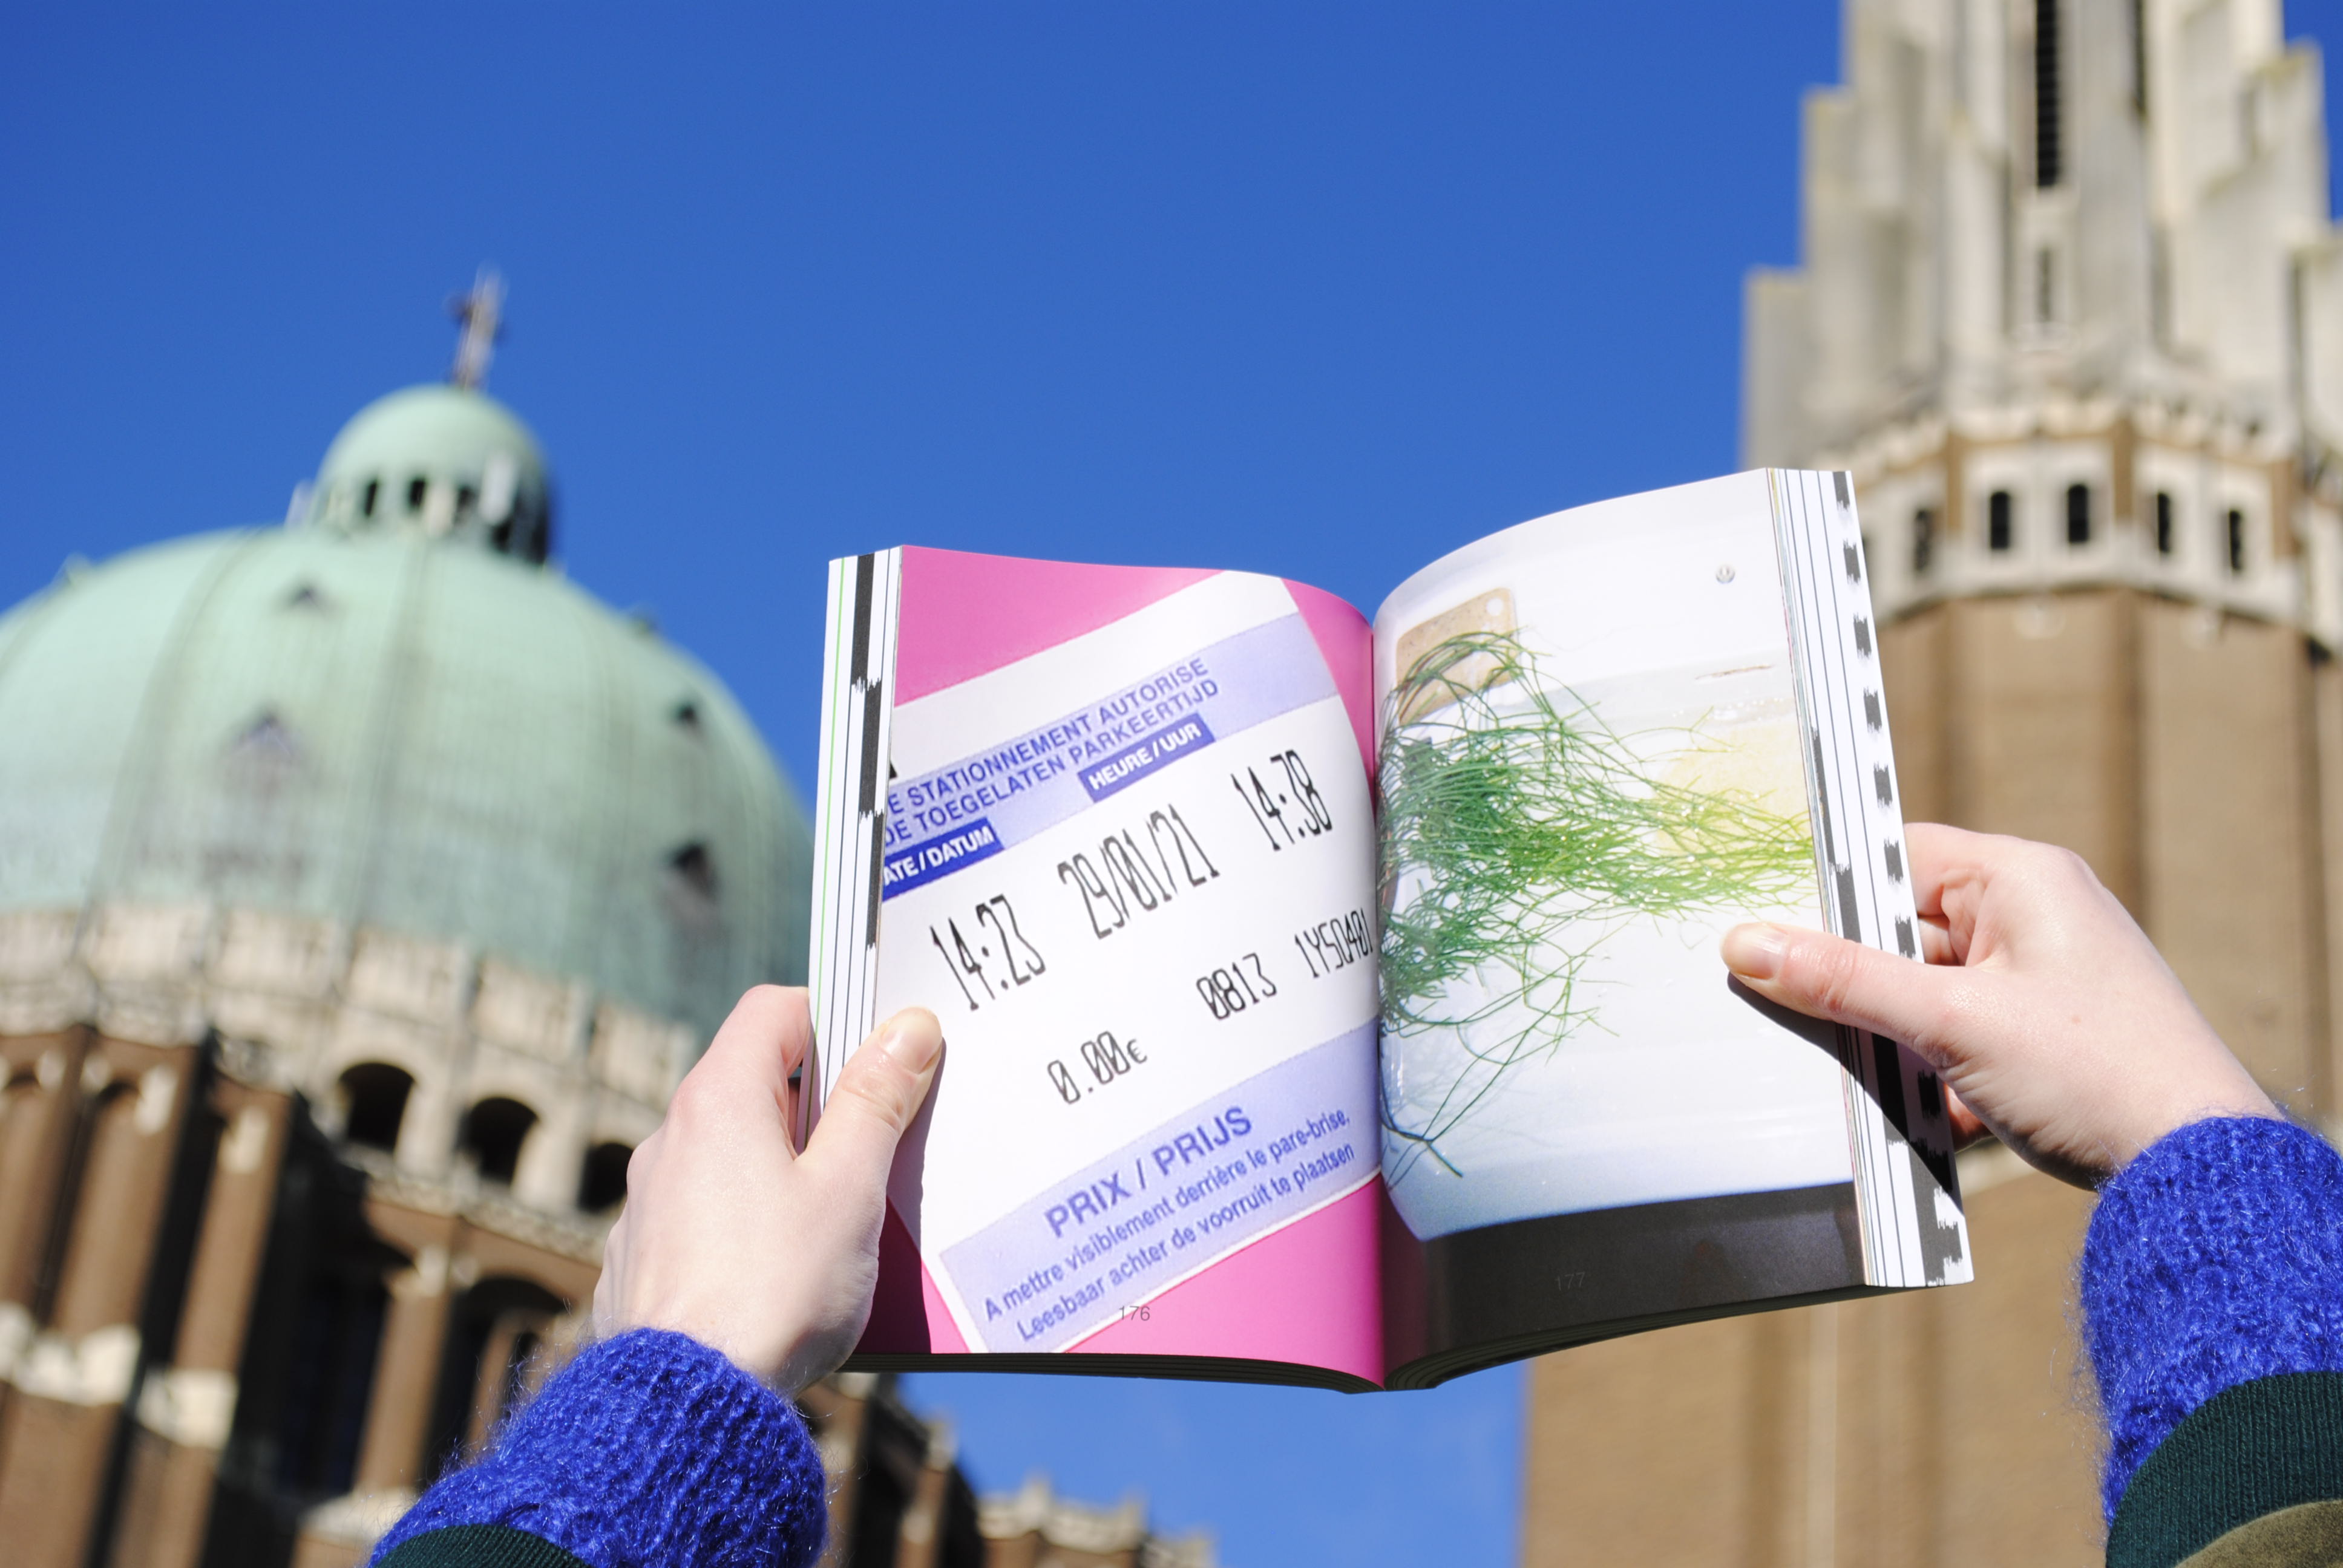 E STATIONNEMENT AUTORISE
DE TOEGELATEN PARKEERTIJD
ATE / DATUM
HEURE / UUR
14:23 29/01/21 14:38
0.00€ 0813 1Y50401
PRIX / PRIJS
A mettre visiblement derrière le pare-brise.
Leesbaar achter de voorruit te plaatsen
176
177